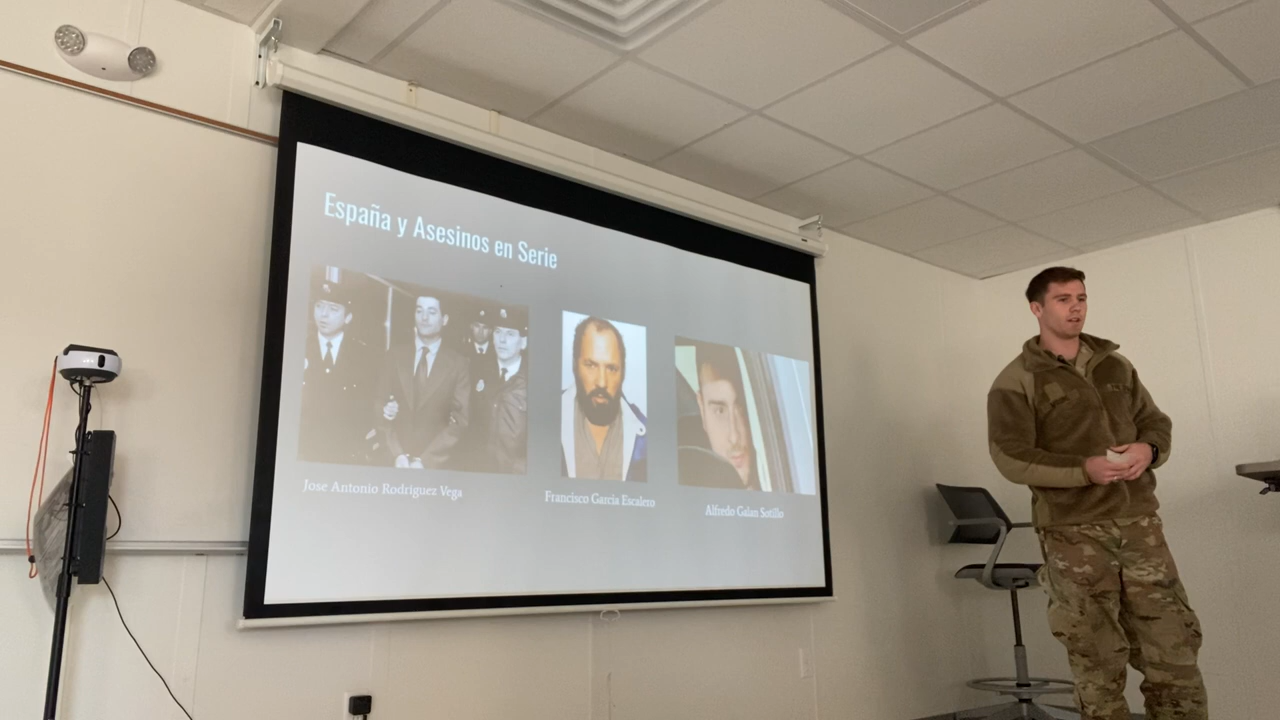 España y Asesinos en Serie
Jose Antonio Rodriguez Vega
Francisco Garcia Escalero
Alfredo Galan Sotillo